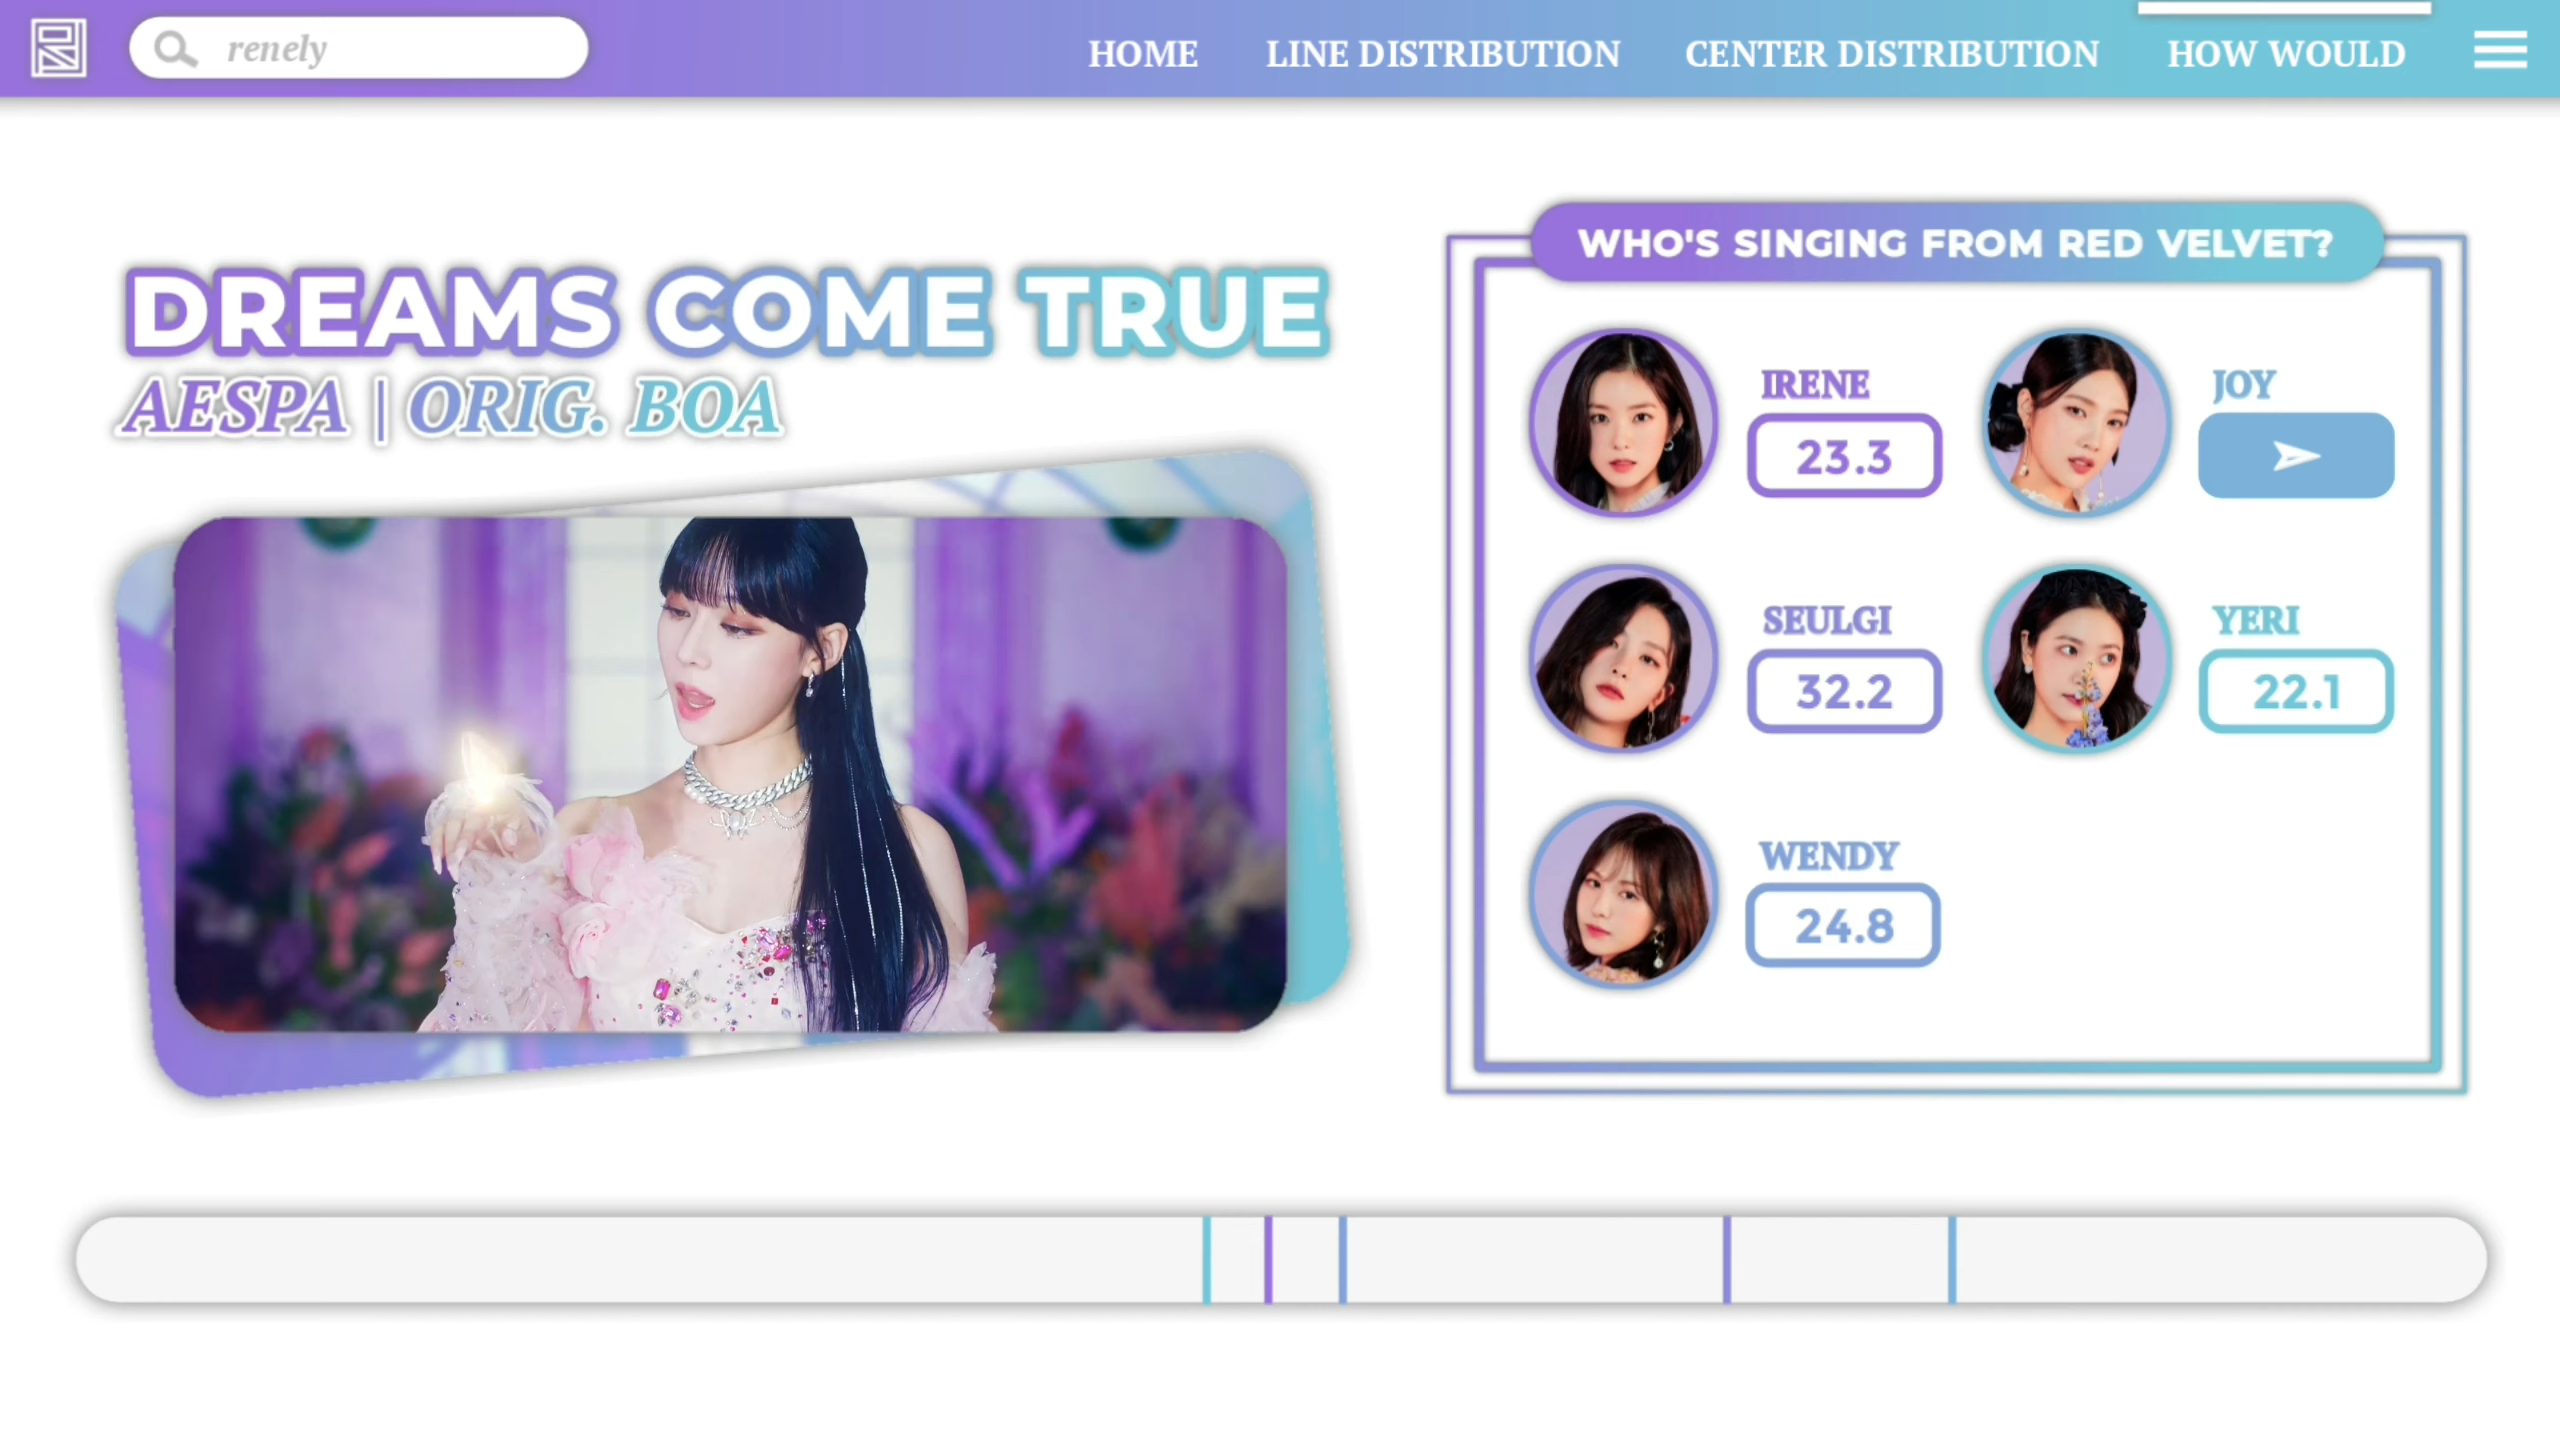 renely
HOME
LINE DISTRIBUTION
CENTER DISTRIBUTION
HOW WOULD
DREAMS COME TRUE
AESPA | ORIG. BOA
WHO'S SINGING FROM RED VELVET?
IRENE
23.3
JOY
SEULGI
32.2
YERI
22.1
WENDY
24.8